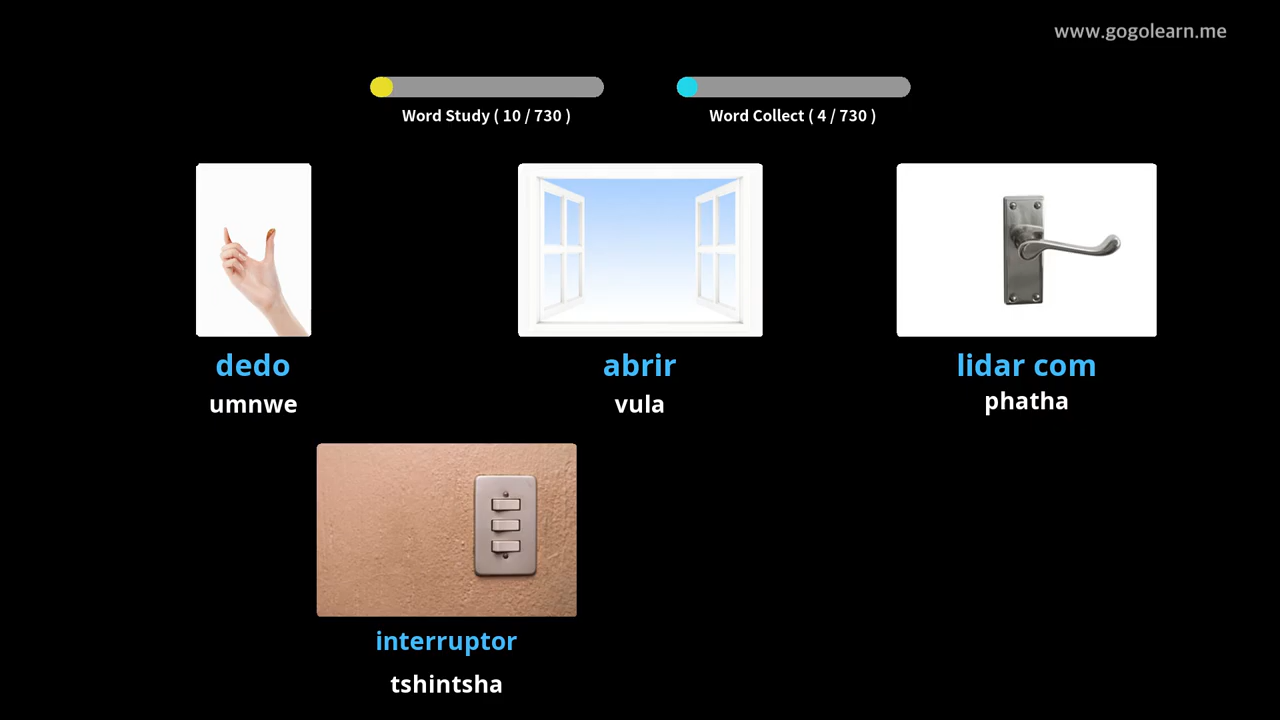 www.gogolearn.me
Word Study ( 10 / 730 )
Word Collect ( 4 / 730 )
dedo
umnwe
abrir
vula
lidar com
phatha
interruptor
tshintsha